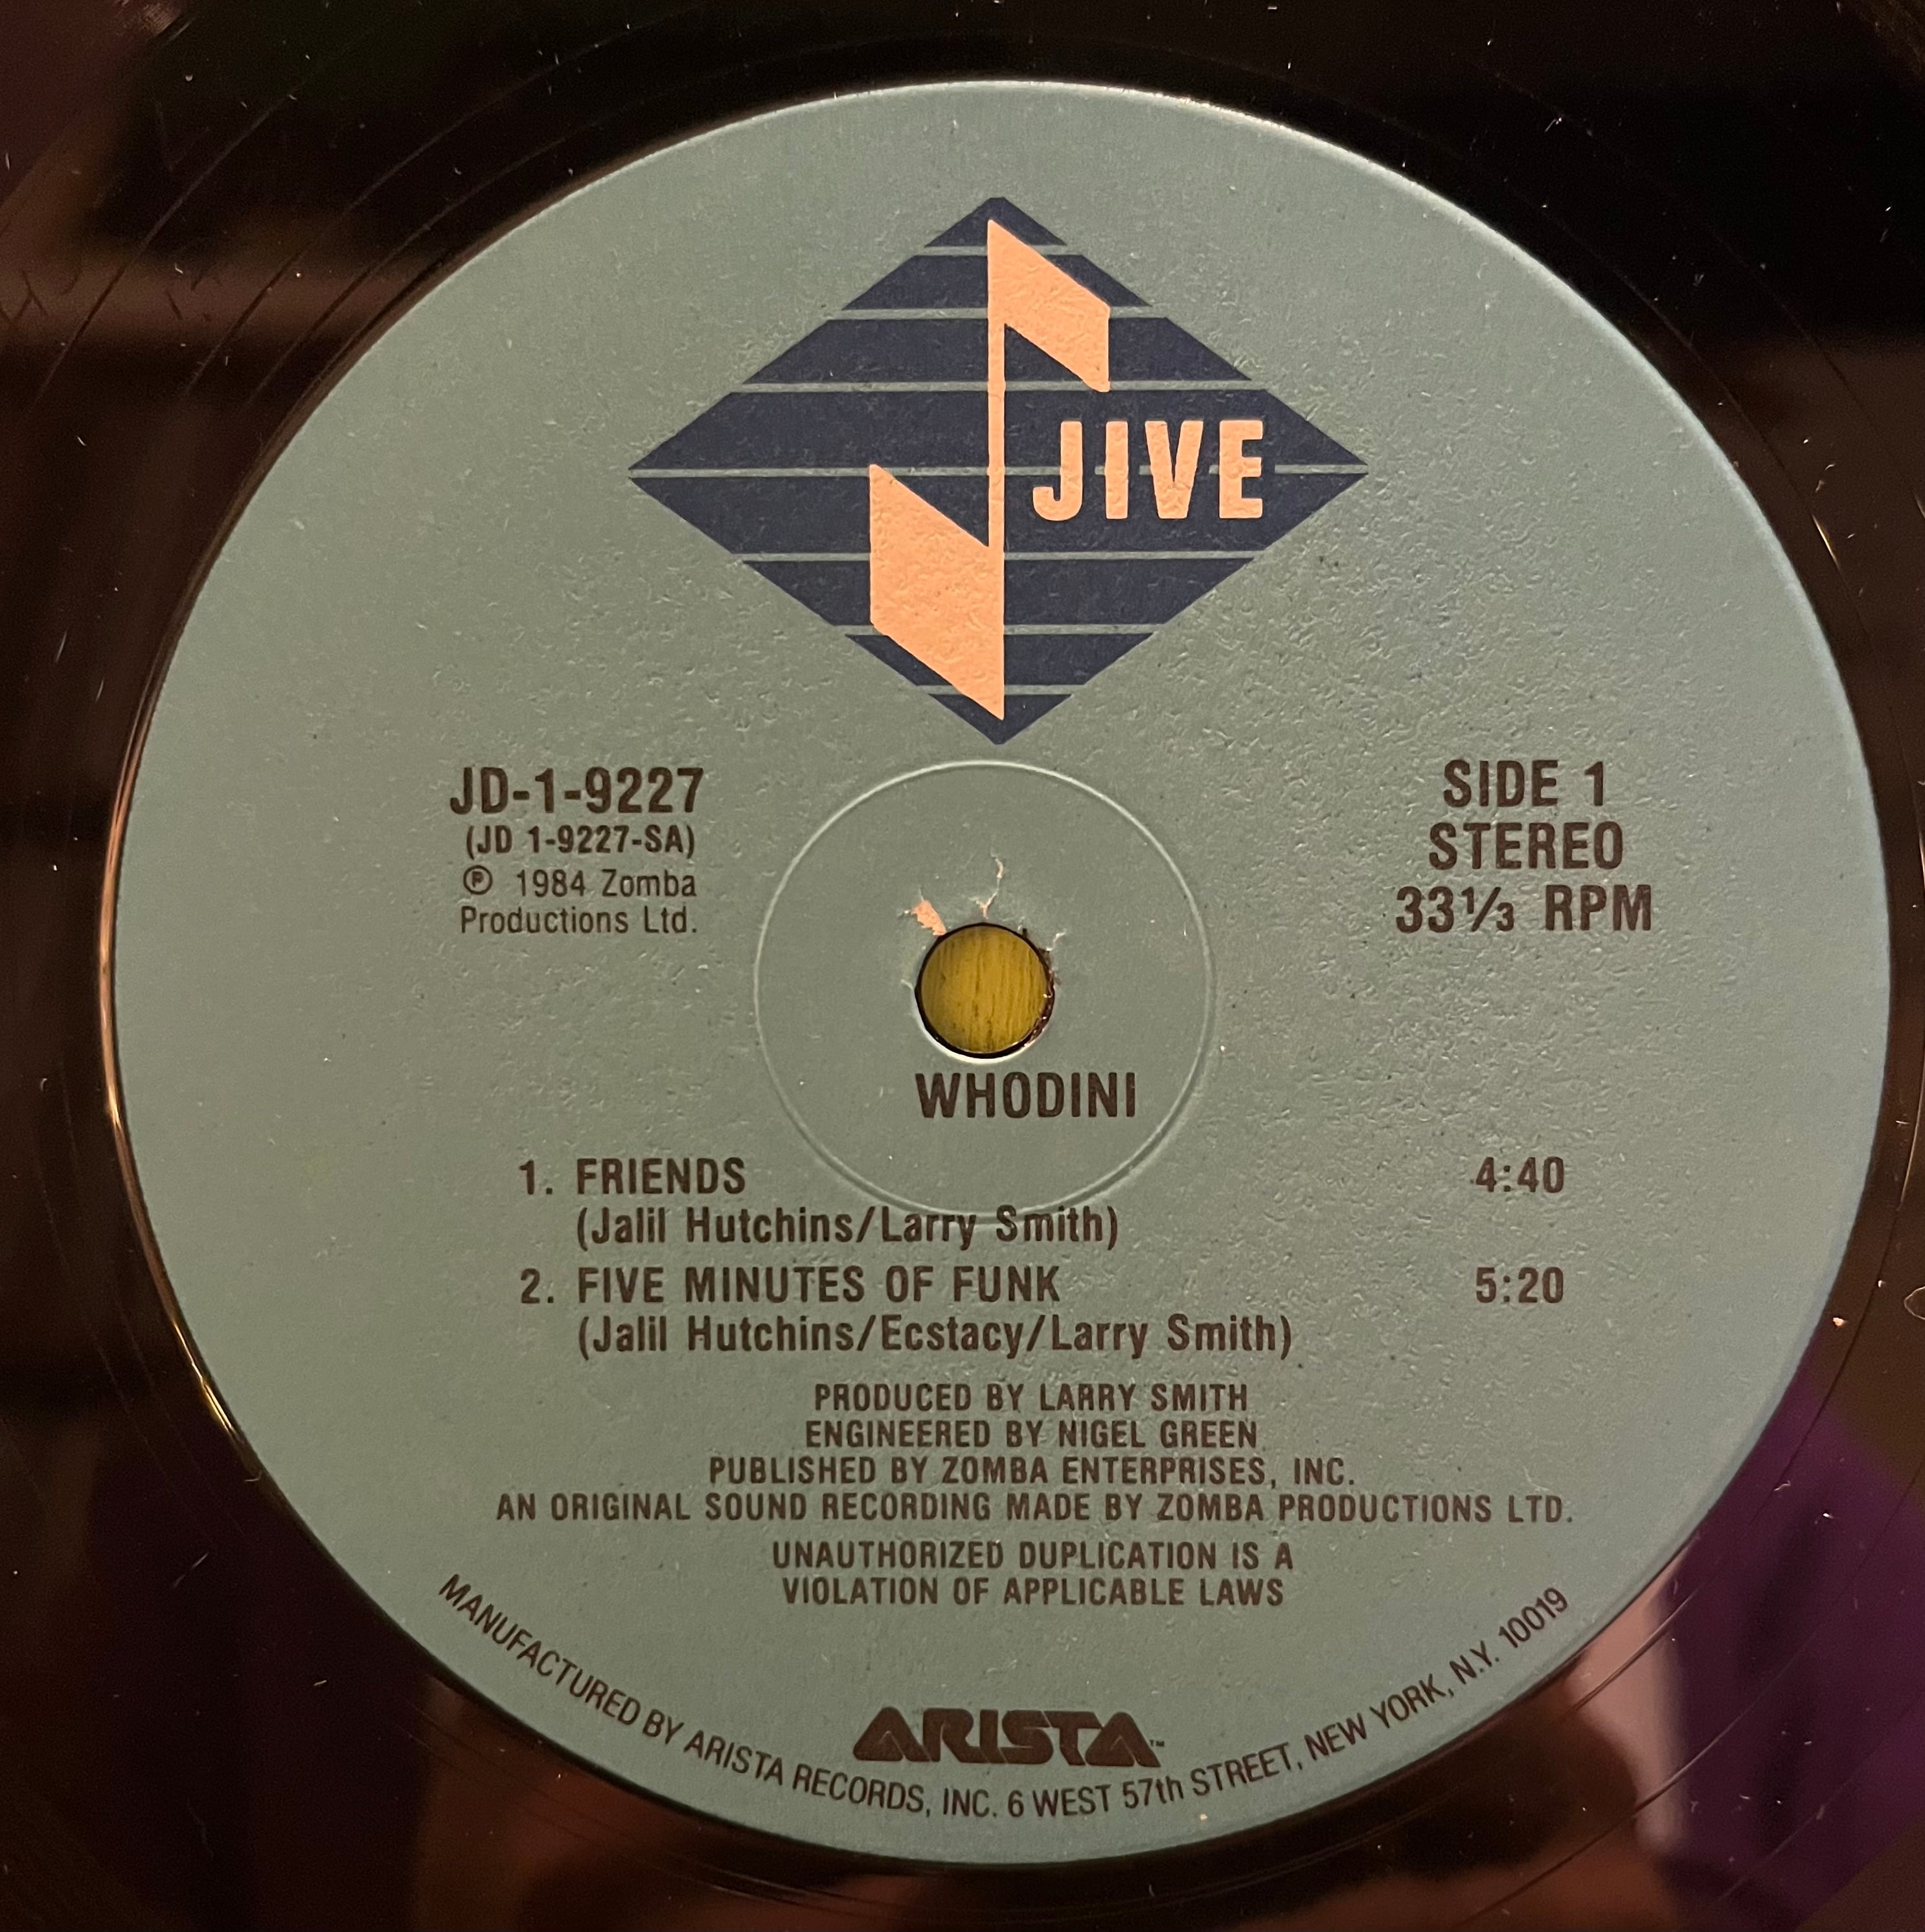 JIVE
JD-1-9227
(JD 1-9227-SA)
℗ 1984 Zomba
Productions Ltd.
SIDE 1
STEREO
33⅓ RPM
WHODINI
1. FRIENDS 4:40
(Jalil Hutchins/Larry Smith)
2. FIVE MINUTES OF FUNK 5:20
(Jalil Hutchins/Ecstacy/Larry Smith)
PRODUCED BY LARRY SMITH
ENGINEERED BY NIGEL GREEN
PUBLISHED BY ZOMBA ENTERPRISES, INC.
AN ORIGINAL SOUND RECORDING MADE BY ZOMBA PRODUCTIONS LTD.
UNAUTHORIZED DUPLICATION IS A
VIOLATION OF APPLICABLE LAWS
ARISTA™
MANUFACTURED BY ARISTA RECORDS, INC. 6 WEST 57th STREET, NEW YORK, N.Y. 10019